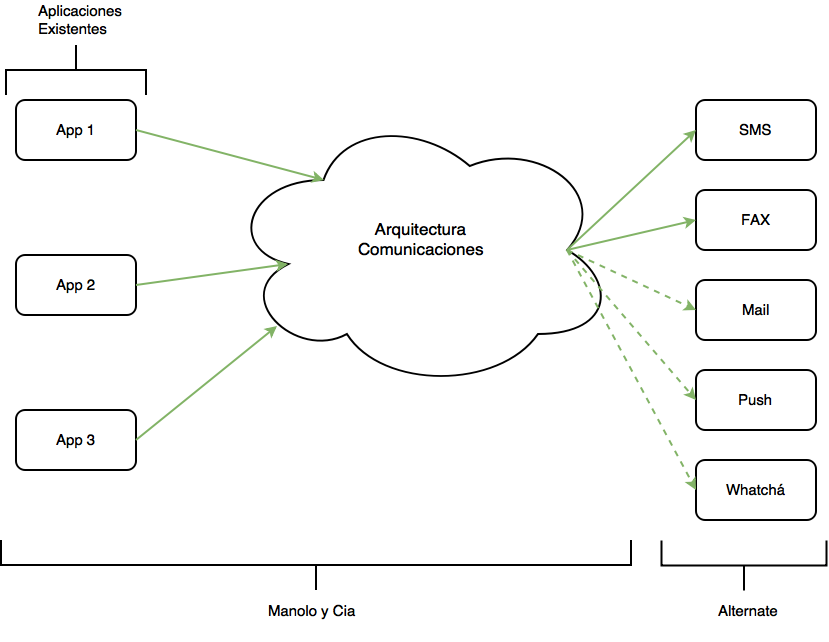 Aplicaciones
Existentes
App 1
App 2
App 3
Arquitectura
Comunicaciones
SMS
FAX
Mail
Push
Whatchá
Manolo y Cia
Alternate